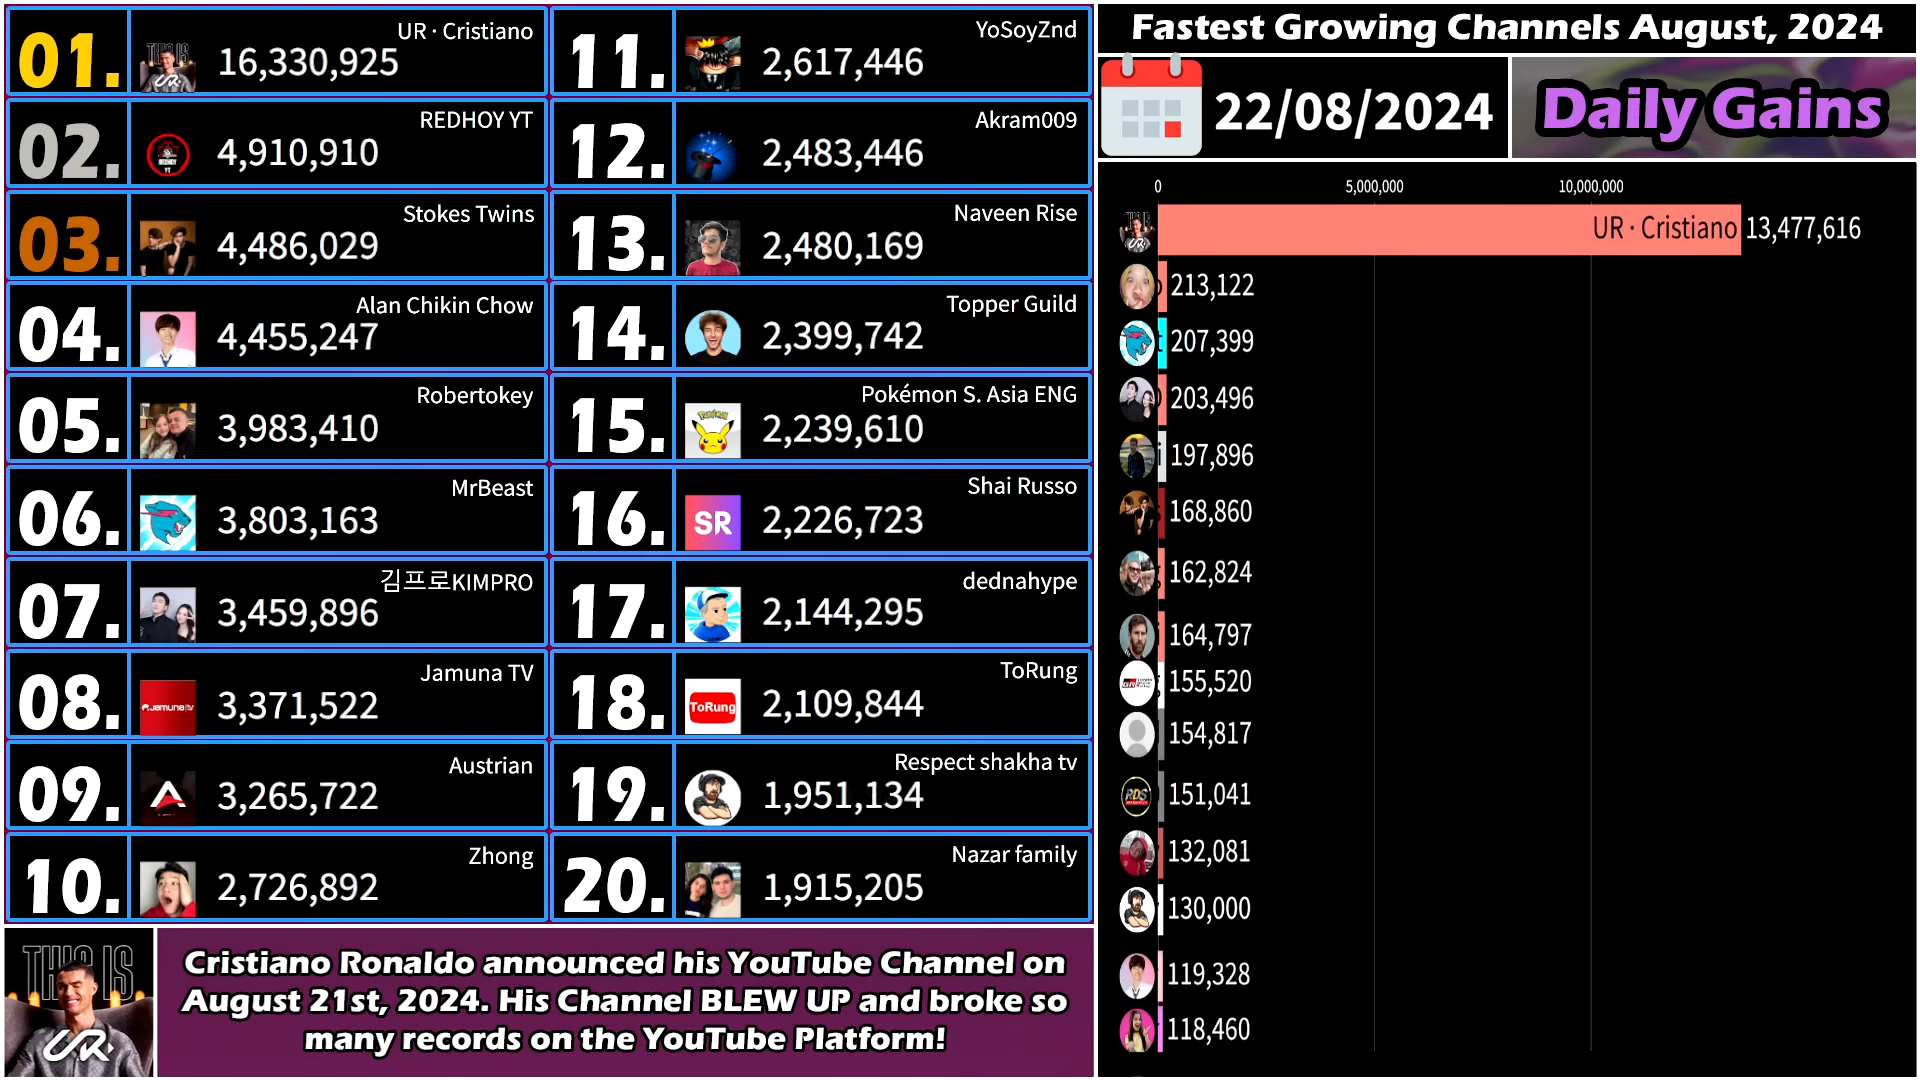 01.
UR · Cristiano
16,330,925
02.
REDHOY YT
4,910,910
03.
Stokes Twins
4,486,029
04.
Alan Chikin Chow
4,455,247
05.
Robertokey
3,983,410
06.
MrBeast
3,803,163
07.
김프로KIMPRO
3,459,896
08.
Jamuna TV
3,371,522
09.
Austrian
3,265,722
10.
Zhong
2,726,892
11.
YoSoyZnd
2,617,446
12.
Akram009
2,483,446
13.
Naveen Rise
2,480,169
14.
Topper Guild
2,399,742
15.
Pokémon S. Asia ENG
2,239,610
16.
Shai Russo
SR
2,226,723
17.
dednahype
2,144,295
18.
ToRung
ToRung
2,109,844
19.
Respect shakha tv
1,951,134
20.
Nazar family
1,915,205
THIS IS
UR
Cristiano Ronaldo announced his YouTube Channel on
August 21st, 2024. His Channel BLEW UP and broke so
many records on the YouTube Platform!
Fastest Growing Channels August, 2024
22/08/2024
Daily Gains
0 5,000,000 10,000,000
UR · Cristiano 13,477,616
213,122
207,399
203,496
197,896
168,860
162,824
164,797
155,520
154,817
RDS 151,041
132,081
130,000
119,328
118,460